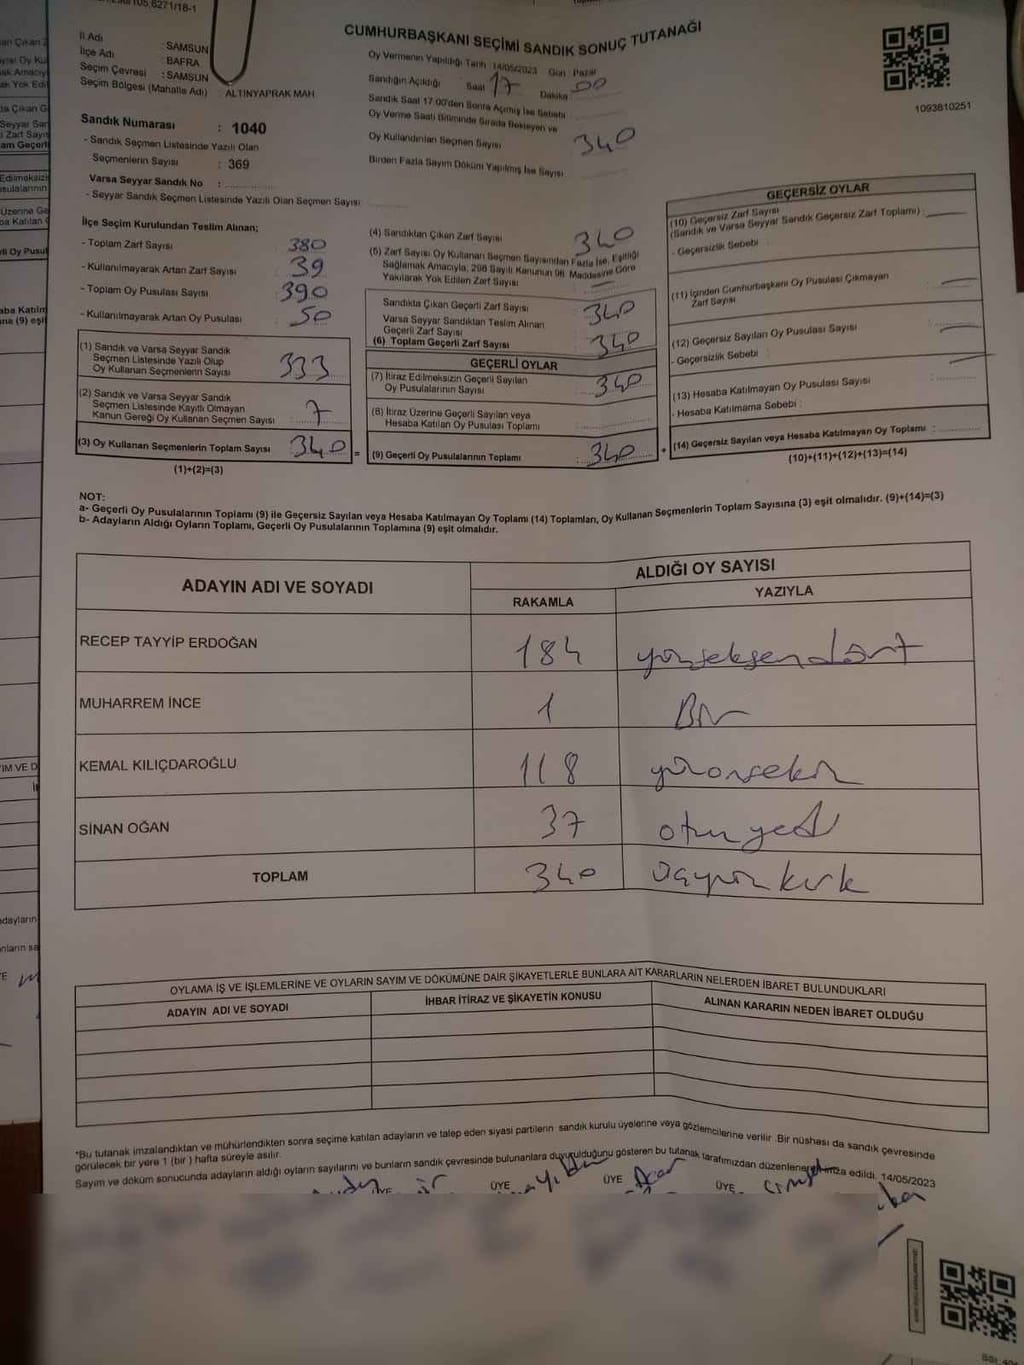 105,6271/18-1
CUMHURBAŞKANI SEÇİMİ SANDIK SONUÇ TUTANAĞI
İl Adı : SAMSUN
İlçe Adı : BAFRA
Seçim Çevresi : SAMSUN
Seçim Bölgesi (Mahalle Adı) : ALTINYAPRAK MAH
Sandık Numarası : 1040
- Sandık Seçmen Listesinde Yazılı Olan
Seçmenlerin Sayısı : 369
Varsa Seyyar Sandık No :
- Seyyar Sandık Seçmen Listesinde Yazılı Olan Seçmen Sayısı
Oy Vermenin Yapıldığı Tarih : 14/05/2023 Gün : Pazar
Sandığın Açıldığı Saat 17 Dakika 00
Sandık Saat 17.00'den Sonra Açmış İse Sebebi
Oy Verme Saati Bitiminde Sırada Bekleyen ve
Oy Kullandırılan Seçmen Sayısı 340
Birden Fazla Sayım Döküm Yapılmış İse Sayısı
1093810251
İlçe Seçim Kurulundan Teslim Alınan;
- Toplam Zarf Sayısı 380
- Kullanılmayarak Artan Zarf Sayısı 39
- Toplam Oy Pusulası Sayısı 390
- Kullanılmayarak Artan Oy Pusulası 50
(1) Sandık ve Varsa Seyyar Sandık
Seçmen Listesinde Yazılı Olup
Oy Kullanan Seçmenlerin Sayısı 333
(2) Sandık ve Varsa Seyyar Sandık
Seçmen Listesinde Kayıtlı Olmayan
Kanun Gereği Oy Kullanan Seçmen Sayısı 7
(3) Oy Kullanan Seçmenlerin Toplam Sayısı 340 =
(1)+(2)=(3)
(4) Sandıktan Çıkan Zarf Sayısı 340
(5) Zarf Sayısı Oy Kullanan Seçmen Sayısından Fazla İse, Eşitliği
Sağlamak Amacıyla, 298 Sayılı Kanunun 98. Maddesine Göre
Yakılarak Yok Edilen Zarf Sayısı
Sandıkta Çıkan Geçerli Zarf Sayısı 340
Varsa Seyyar Sandıktan Teslim Alınan
Geçerli Zarf Sayısı
(6) Toplam Geçerli Zarf Sayısı 340
GEÇERLİ OYLAR
(7) İtiraz Edilmeksizin Geçerli Sayılan
Oy Pusulalarının Sayısı 340
(8) İtiraz Üzerine Geçerli Sayılan veya
Hesaba Katılan Oy Pusulası Toplamı
(9) Geçerli Oy Pusulalarının Toplamı 340 +
GEÇERSİZ OYLAR
(10) Geçersiz Zarf Sayısı
(Sandık ve Varsa Seyyar Sandık Geçersiz Zarf Toplamı) :
- Geçersizlik Sebebi :
(11) İçinden Cumhurbaşkanı Oy Pusulası Çıkmayan
Zarf Sayısı
(12) Geçersiz Sayılan Oy Pusulası Sayısı
- Geçersizlik Sebebi :
(13) Hesaba Katılmayan Oy Pusulası Sayısı
- Hesaba Katılmama Sebebi :
(14) Geçersiz Sayılan veya Hesaba Katılmayan Oy Toplamı :
(10)+(11)+(12)+(13)=(14)
NOT:
a- Geçerli Oy Pusulalarının Toplamı (9) ile Geçersiz Sayılan veya Hesaba Katılmayan Oy Toplamı (14) Toplamları, Oy Kullanan Seçmenlerin Toplam Sayısına (3) eşit olmalıdır. (9)+(14)=(3)
b- Adayların Aldığı Oyların Toplamı, Geçerli Oy Pusulalarının Toplamına (9) eşit olmalıdır.
ADAYIN ADI VE SOYADI
ALDIĞI OY SAYISI
RAKAMLA YAZIYLA
RECEP TAYYİP ERDOĞAN 184 yüzseksendört
MUHARREM İNCE 1 Bir
KEMAL KILIÇDAROĞLU 118 yüzonsekiz
SİNAN OĞAN 37 otuzyedi
TOPLAM 340 üçyüzkırk
OYLAMA İŞ VE İŞLEMLERİNE VE OYLARIN SAYIM VE DÖKÜMÜNE DAİR ŞİKAYETLERLE BUNLARA AİT KARARLARIN NELERDEN İBARET BULUNDUKLARI
ADAYIN ADI VE SOYADI
İHBAR İTİRAZ VE ŞİKAYETİN KONUSU
ALINAN KARARIN NEDEN İBARET OLDUĞU
*Bu tutanak imzalandıktan ve mühürlendikten sonra seçime katılan adayların ve talep eden siyasi partilerin sandık kurulu üyelerine veya gözlemcilerine verilir. Bir nüshası da sandık çevresinde
görülecek bir yere 1 (bir) hafta süreyle asılır.
Sayım ve döküm sonucunda adayların aldığı oyların sayılarını ve bunların sandık çevresinde bulunanlara duyurulduğunu gösteren bu tutanak tarafımızdan düzenlenerek imza edildi. 14/05/2023
ÜYE ÜYE ÜYE ÜYE